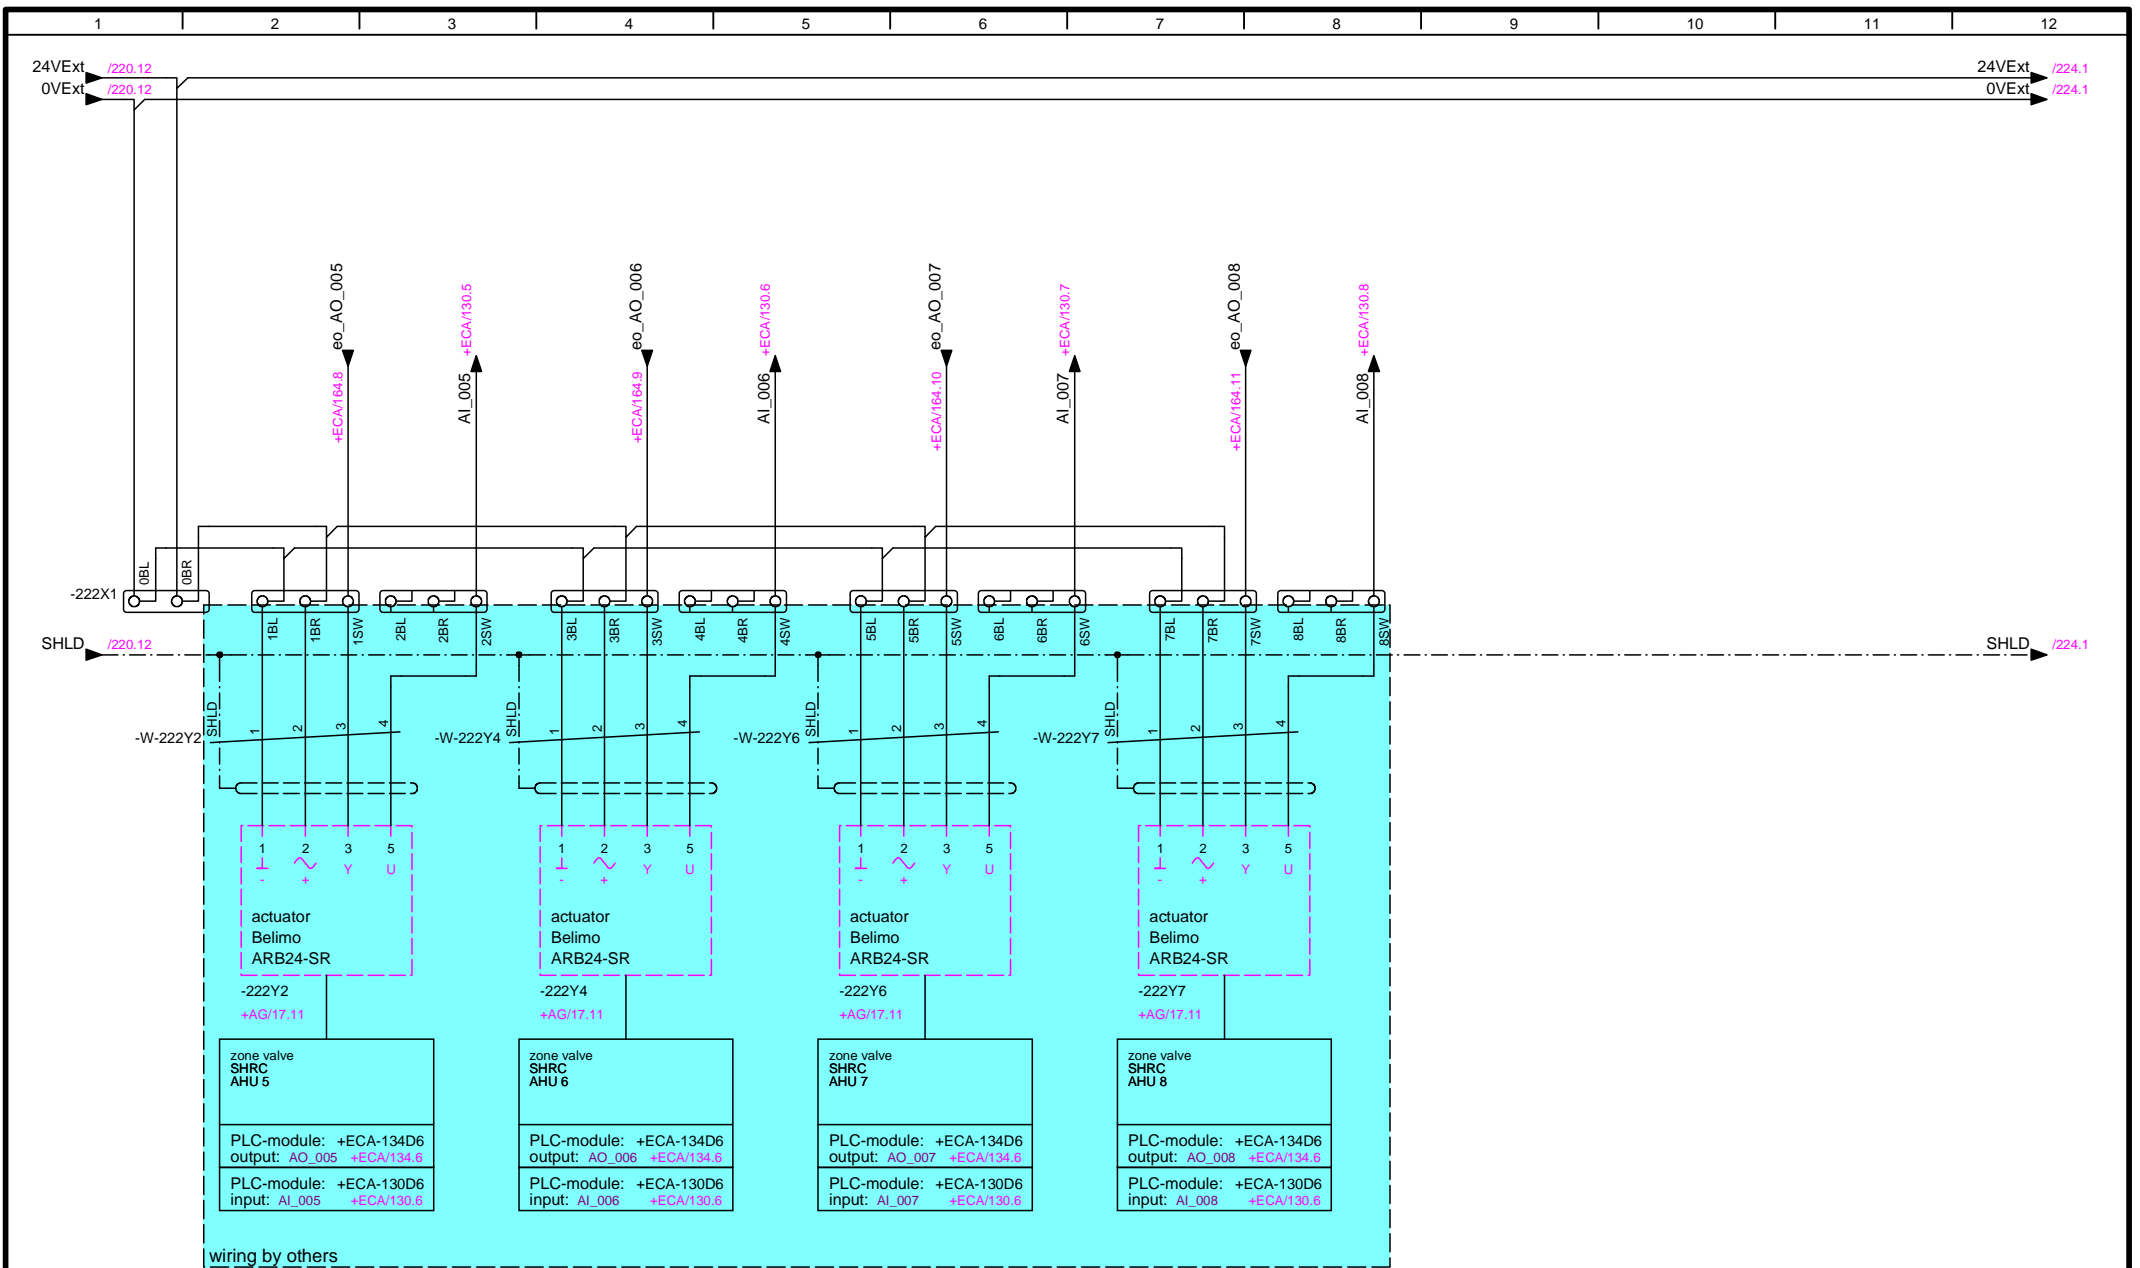 1 2 3 4 5 6 7 8 9 10 11 12
24VExt /220.12 24VExt /224.1
0VExt /220.12 0VExt /224.1
eo_AO_005 +ECA/164.8
AI_005 +ECA/130.5
eo_AO_006 +ECA/164.9
AI_006 +ECA/130.6
eo_AO_007 +ECA/164.10
AI_007 +ECA/130.7
eo_AO_008 +ECA/164.11
AI_008 +ECA/130.8
-222X1 0BL 0BR
1BL 1BR 1SW 2BL 2BR 2SW 3BL 3BR 3SW 4BL 4BR 4SW 5BL 5BR 5SW 6BL 6BR 6SW 7BL 7BR 7SW 8BL 8BR 8SW
SHLD /220.12 SHLD /224.1
-W-222Y2 SHLD 1 2 3 4
-W-222Y4 SHLD 1 2 3 4
-W-222Y6 SHLD 1 2 3 4
-W-222Y7 SHLD 1 2 3 4
1 2 3 5
⊥ ~ Y U
- +
actuator
Belimo
ARB24-SR
-222Y2
+AG/17.11
zone valve
SHRC
AHU 5
PLC-module: +ECA-134D6
output: AO_005 +ECA/134.6
PLC-module: +ECA-130D6
input: AI_005 +ECA/130.6
1 2 3 5
⊥ ~ Y U
- +
actuator
Belimo
ARB24-SR
-222Y4
+AG/17.11
zone valve
SHRC
AHU 6
PLC-module: +ECA-134D6
output: AO_006 +ECA/134.6
PLC-module: +ECA-130D6
input: AI_006 +ECA/130.6
1 2 3 5
⊥ ~ Y U
- +
actuator
Belimo
ARB24-SR
-222Y6
+AG/17.11
zone valve
SHRC
AHU 7
PLC-module: +ECA-134D6
output: AO_007 +ECA/134.6
PLC-module: +ECA-130D6
input: AI_007 +ECA/130.6
1 2 3 5
⊥ ~ Y U
- +
actuator
Belimo
ARB24-SR
-222Y7
+AG/17.11
zone valve
SHRC
AHU 8
PLC-module: +ECA-134D6
output: AO_008 +ECA/134.6
PLC-module: +ECA-130D6
input: AI_008 +ECA/130.6
wiring by others